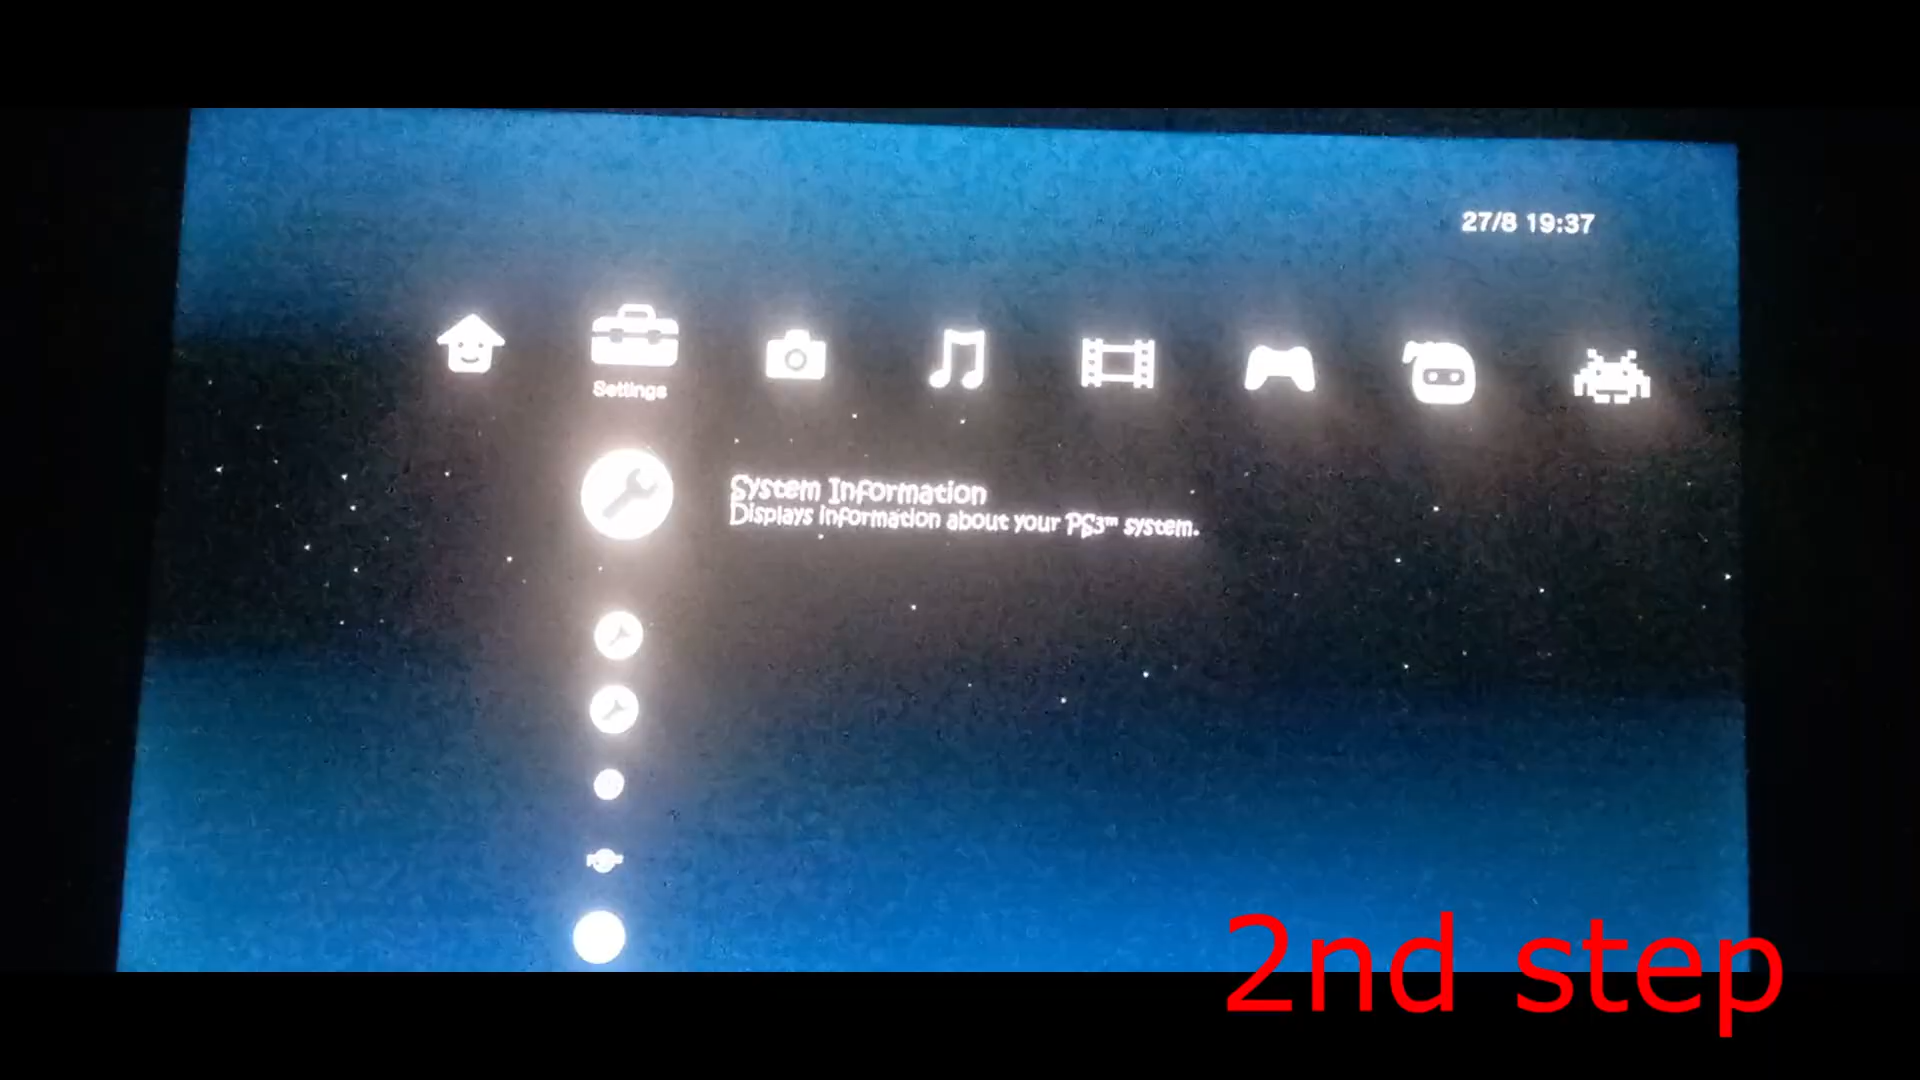 27/8 19:37
Settings
System Information
Displays information about your PS3™ system.
2nd step